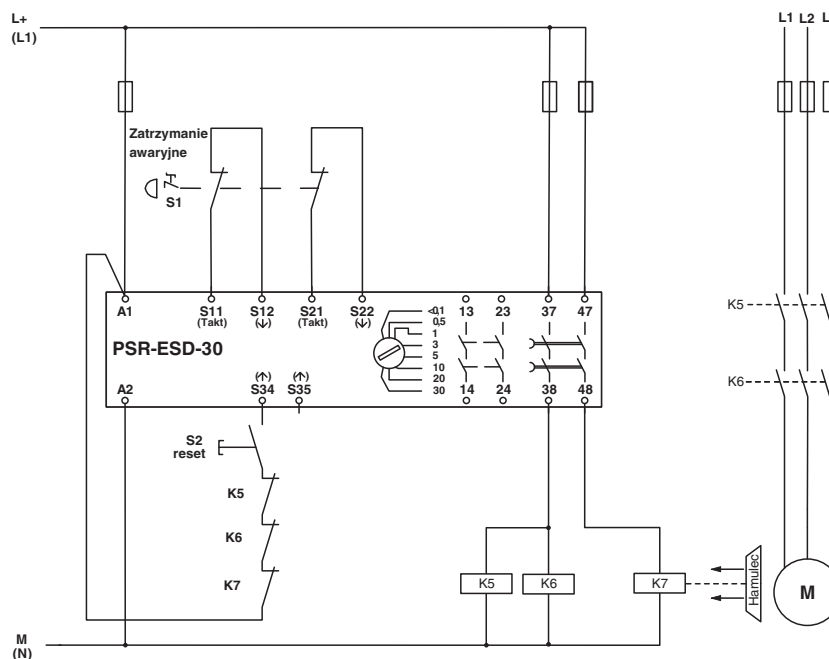 L+
(L1)
L1 L2 L
Zatrzymanie
awaryjne
S1
A1 S11 S12 S21 S22 <0,1 13 23 37 47
(Takt) (↓) (Takt) (↓)
0,5
1
3
5
10
20
30
PSR-ESD-30
(↑) (↑)
A2 S34 S35 14 24 38 48
K5
K6
S2
reset
K5
K6
K7
K5 K6 K7 Hamulec M
M
(N)